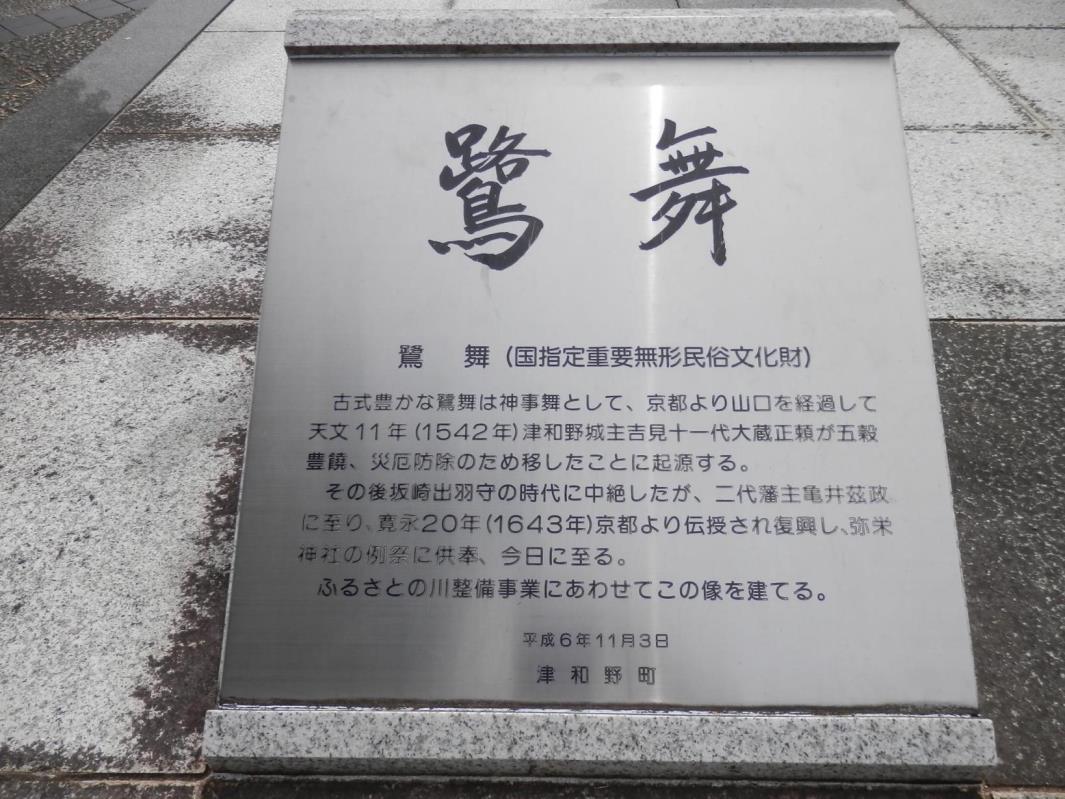 鷺舞
鷺 舞 (国指定重要無形民俗文化財)
古式豊かな鷺舞は神事舞として、京都より山口を経過して
天文11年(1542年)津和野城主吉見十一代大蔵正頼が五穀
豊饒、災厄防除のため移したことに起源する。
その後坂崎出羽守の時代に中絶したが、二代藩主亀井茲政
に至り、寛永20年(1643年)京都より伝授され復興し、弥栄
神社の例祭に供奉、今日に至る。
ふるさとの川整備事業にあわせてこの像を建てる。
平成6年11月3日
津和野町